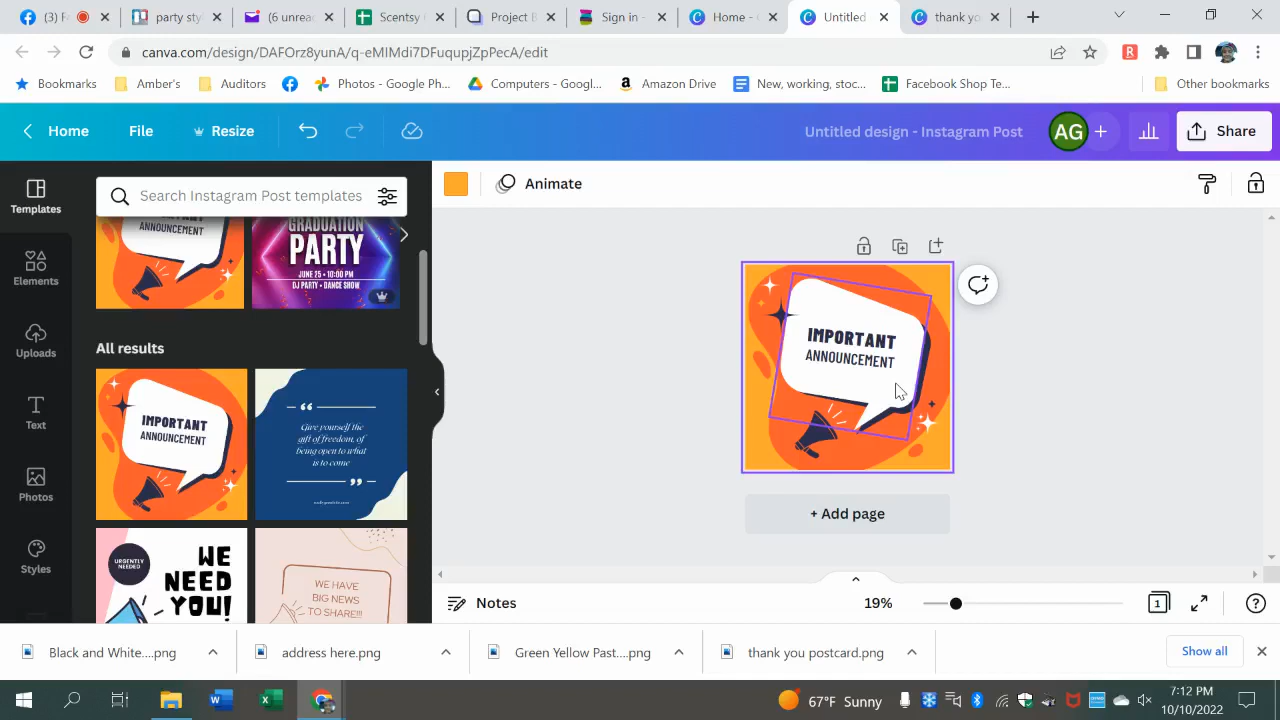 (3) F
party sty
(6 unrea
Scentsy
Project B
Sign in -
Home -
Untitled
thank yo
canva.com/design/DAFOrz8yunA/q-eMIMdi7DFuqupjZpPecA/edit
Bookmarks
Amber's
Auditors
Photos - Google Ph...
Computers - Googl...
Amazon Drive
New, working, stoc...
Facebook Shop Te...
Other bookmarks
Home
File
Resize
Untitled design - Instagram Post
AG
Share
Templates
Search Instagram Post templates
Animate
ANNOUNCEMENT
GRADUATION
PARTY
JUNE 25 • 10:00 PM
DJ PARTY • DANCE SHOW
Elements
Uploads
Text
Photos
Styles
All results
IMPORTANT
ANNOUNCEMENT
Give yourself the
gift of freedom, of
being open to what
is to come
URGENTLY
NEEDED
WE
NEED
YOU!
WE HAVE
BIG NEWS
TO SHARE!!!
IMPORTANT
ANNOUNCEMENT
+ Add page
Notes
19%
1
Black and White....png
address here.png
Green Yellow Past....png
thank you postcard.png
Show all
67°F Sunny
7:12 PM
10/10/2022